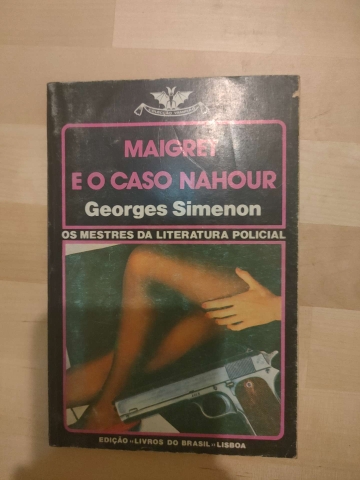 MAIGRET
E O CASO NAHOUR
Georges Simenon
OS MESTRES DA LITERATURA POLICIAL
EDIÇÃO «LIVROS DO BRASIL» LISBOA